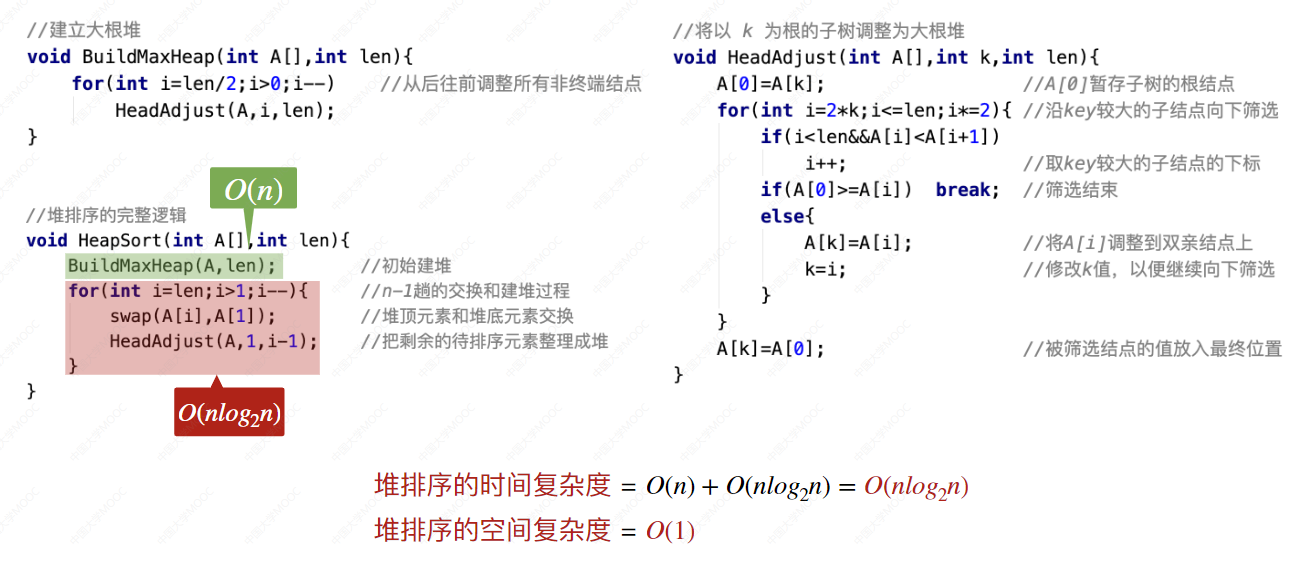 //建立大根堆
void BuildMaxHeap(int A[],int len){
    for(int i=len/2;i>0;i--)    //从后往前调整所有非终端结点
        HeadAdjust(A,i,len);
}
O(n)
//堆排序的完整逻辑
void HeapSort(int A[],int len){
    BuildMaxHeap(A,len);        //初始建堆
    for(int i=len;i>1;i--){     //n-1趟的交换和建堆过程
        swap(A[i],A[1]);        //堆顶元素和堆底元素交换
        HeadAdjust(A,1,i-1);    //把剩余的待排序元素整理成堆
    }
}
O(nlog₂n)
//将以 k 为根的子树调整为大根堆
void HeadAdjust(int A[],int k,int len){
    A[0]=A[k];                  //A[0]暂存子树的根结点
    for(int i=2*k;i<=len;i*=2){ //沿key较大的子结点向下筛选
        if(i<len&&A[i]<A[i+1])
            i++;                //取key较大的子结点的下标
        if(A[0]>=A[i])  break;  //筛选结束
        else{
            A[k]=A[i];          //将A[i]调整到双亲结点上
            k=i;                //修改k值，以便继续向下筛选
        }
    }
    A[k]=A[0];                  //被筛选结点的值放入最终位置
}
堆排序的时间复杂度 = O(n) + O(nlog₂n) = O(nlog₂n)
堆排序的空间复杂度 = O(1)